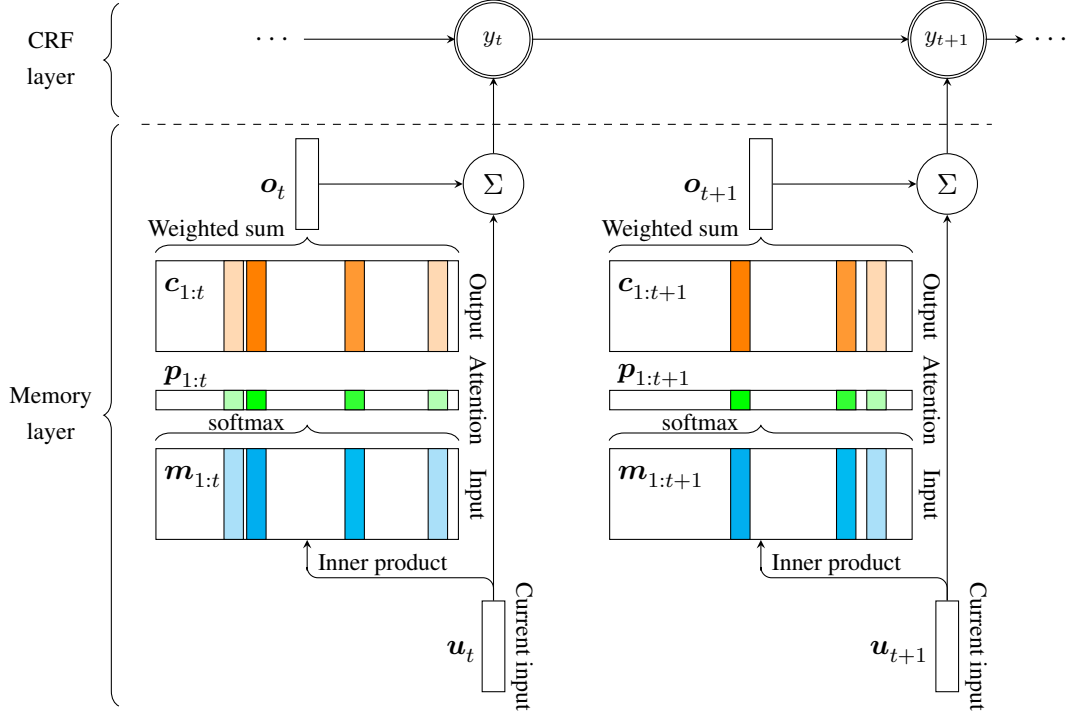 CRF
layer
· · ·
y_t
y_{t+1}
· · ·
Memory
layer
o_t
Σ
Weighted sum
c_{1:t}
Output
p_{1:t}
Attention
softmax
m_{1:t}
Input
Inner product
u_t
Current input
o_{t+1}
Σ
Weighted sum
c_{1:t+1}
Output
p_{1:t+1}
Attention
softmax
m_{1:t+1}
Input
Inner product
u_{t+1}
Current input